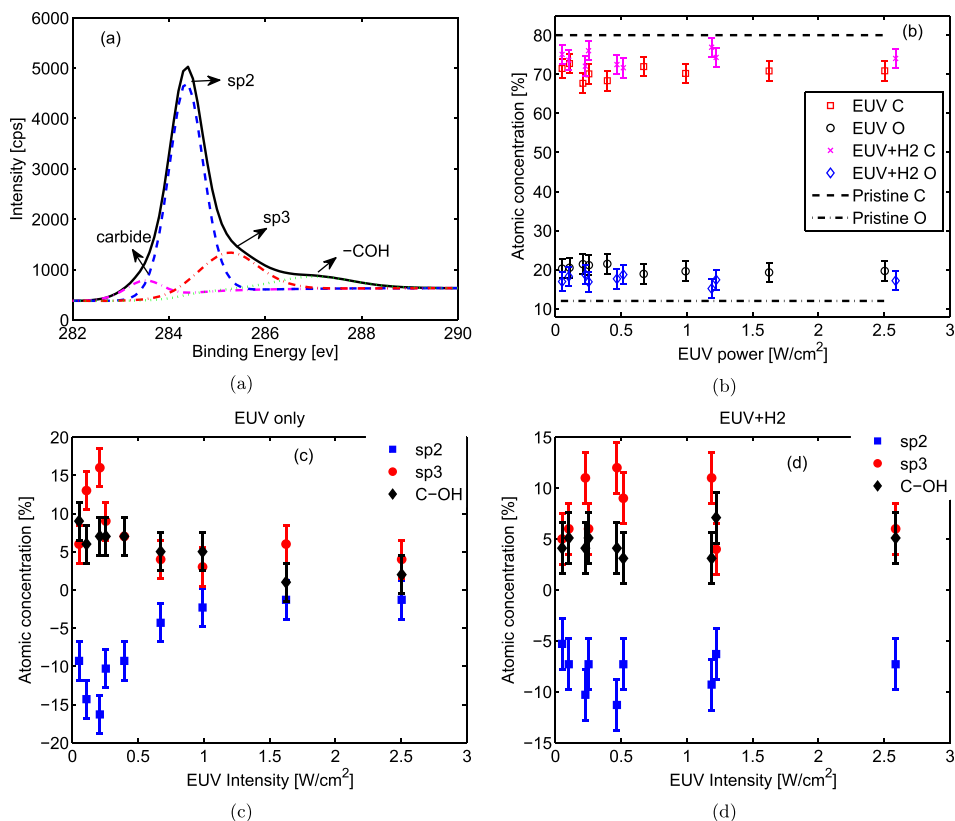 6000
5000
4000
3000
2000
1000
0
Intensity [cps]
(a)
sp2
sp3
carbide
−COH
282
284
286
288
290
Binding Energy [ev]
(a)
80
70
60
50
40
30
20
10
Atomic concentration [%]
(b)
EUV C
EUV O
EUV+H2 C
EUV+H2 O
Pristine C
Pristine O
0
0.5
1
1.5
2
2.5
3
EUV power [W/cm²]
(b)
EUV only
20
15
10
5
0
−5
−10
−15
−20
Atomic concentration [%]
(c)
sp2
sp3
C−OH
0
0.5
1
1.5
2
2.5
3
EUV Intensity [W/cm²]
(c)
EUV+H2
15
10
5
0
−5
−10
−15
Atomic concentration [%]
(d)
sp2
sp3
C−OH
0
0.5
1
1.5
2
2.5
3
EUV Intensity [W/cm²]
(d)